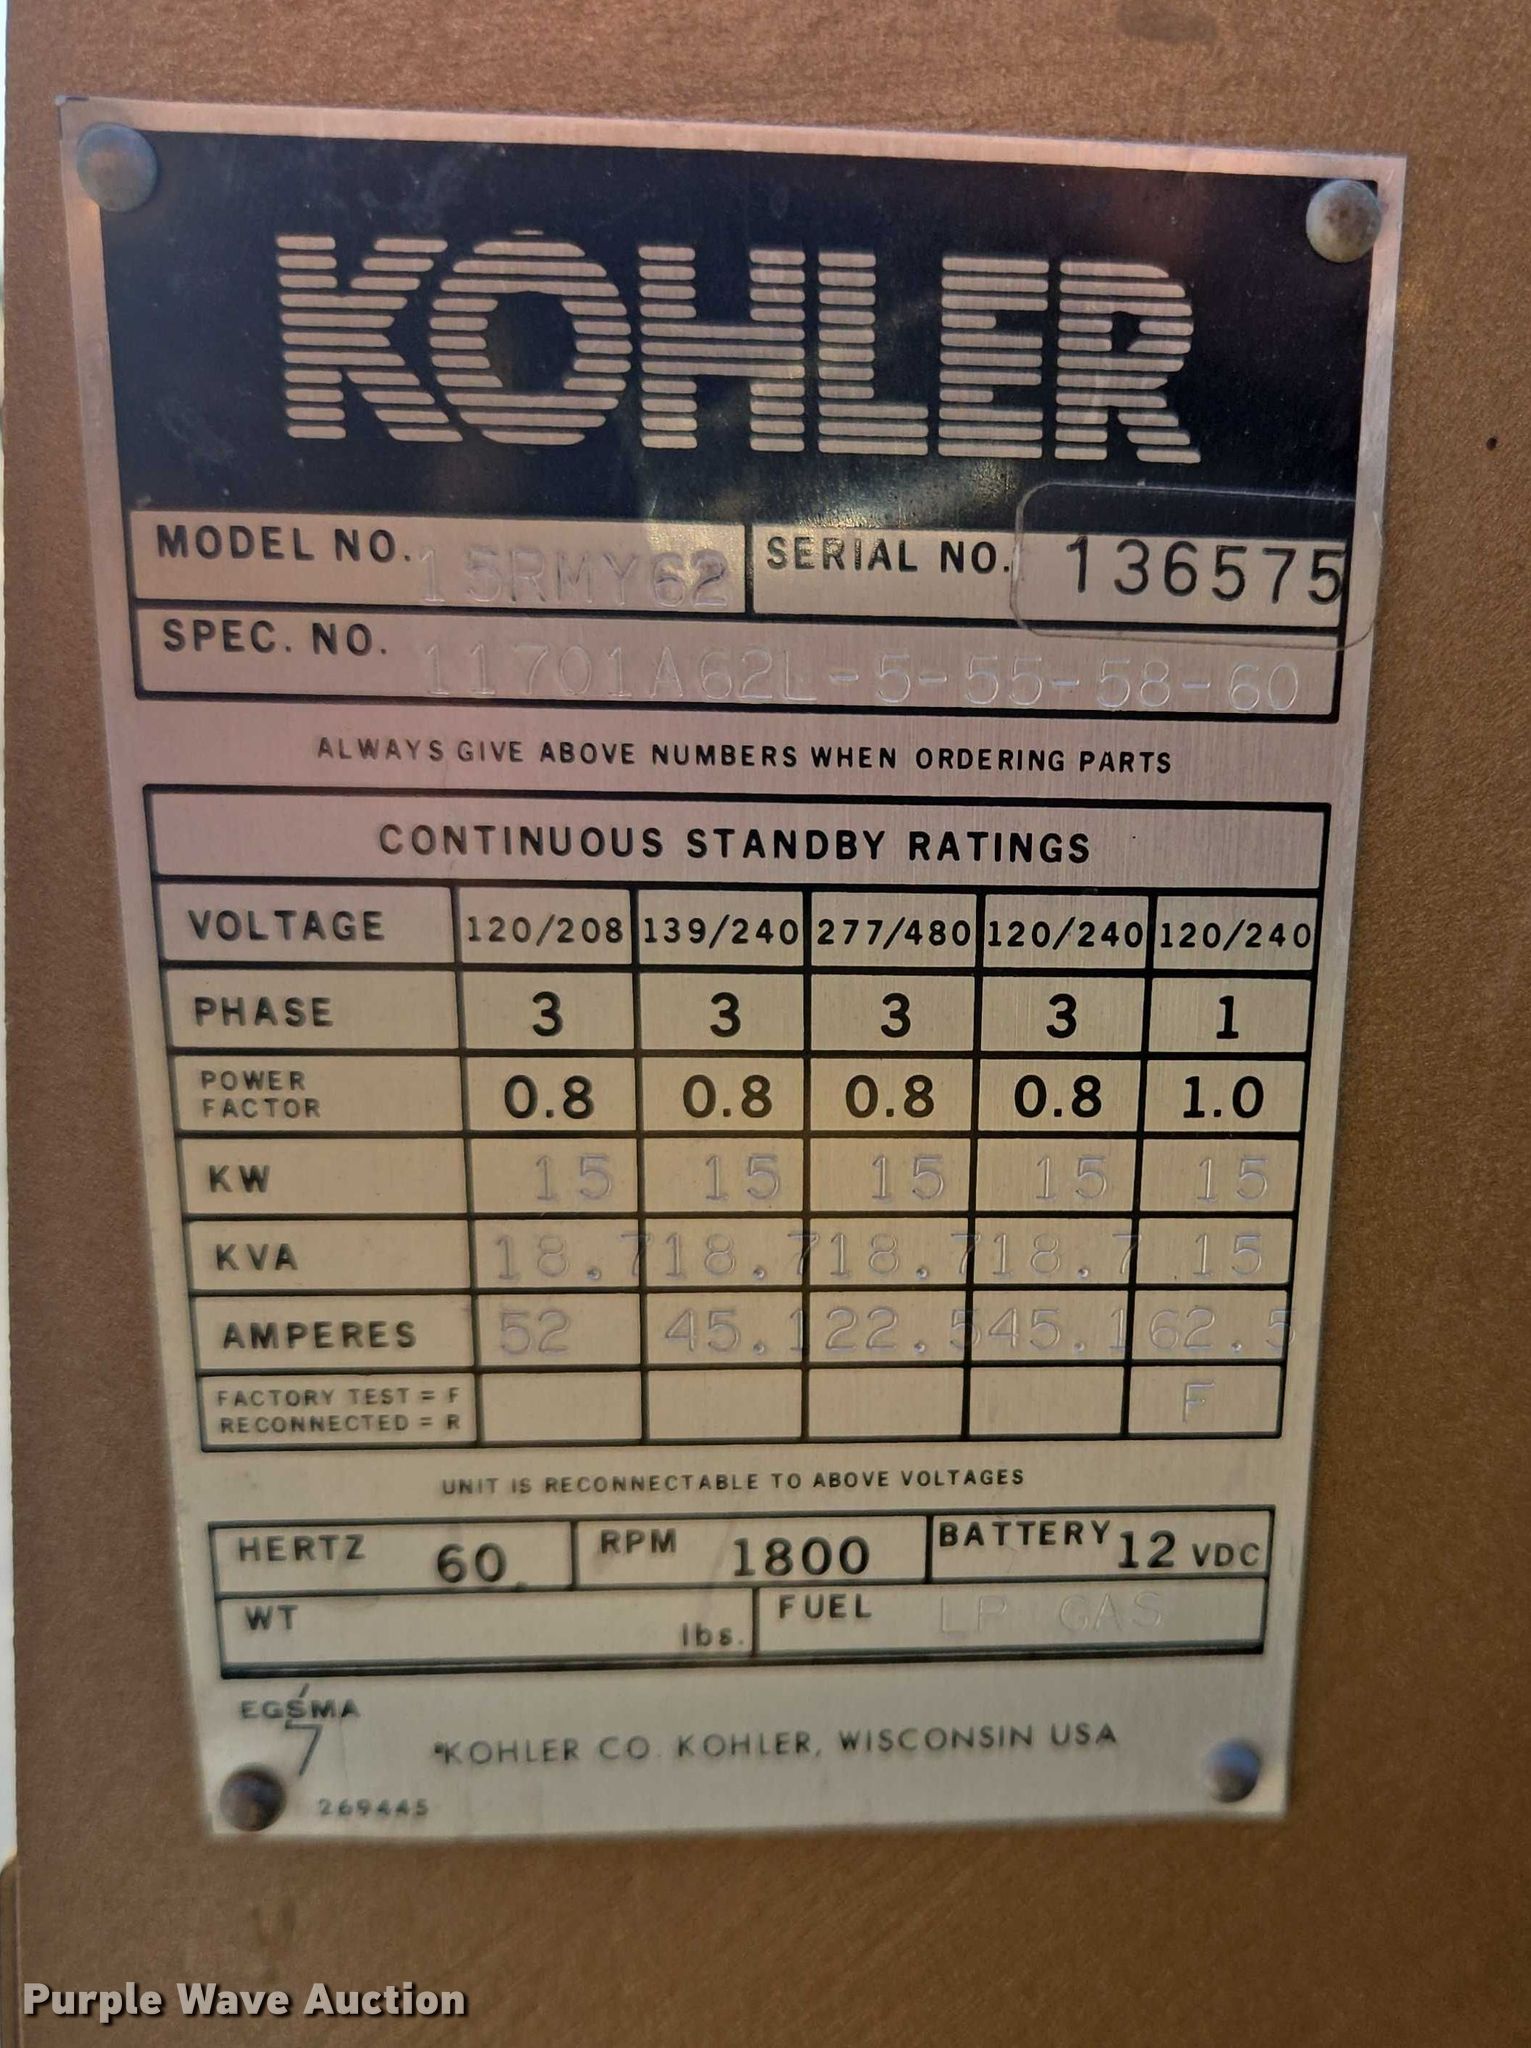 KOHLER
MODEL NO. 15RMY62 SERIAL NO. 136575
SPEC. NO. 11701A62L-5-55-58-60
ALWAYS GIVE ABOVE NUMBERS WHEN ORDERING PARTS
CONTINUOUS STANDBY RATINGS
VOLTAGE 120/208 139/240 277/480 120/240 120/240
PHASE 3 3 3 3 1
POWER FACTOR 0.8 0.8 0.8 0.8 1.0
KW 15 15 15 15 15
KVA 18.7 18.7 18.7 18.7 15
AMPERES 52 45.1 22.5 45.1 62.5
FACTORY TEST = F
RECONNECTED = R F
UNIT IS RECONNECTABLE TO ABOVE VOLTAGES
HERTZ 60 RPM 1800 BATTERY 12 VDC
WT lbs. FUEL LP GAS
EGSMA
7
KOHLER CO. KOHLER, WISCONSIN USA
269445
Purple Wave Auction